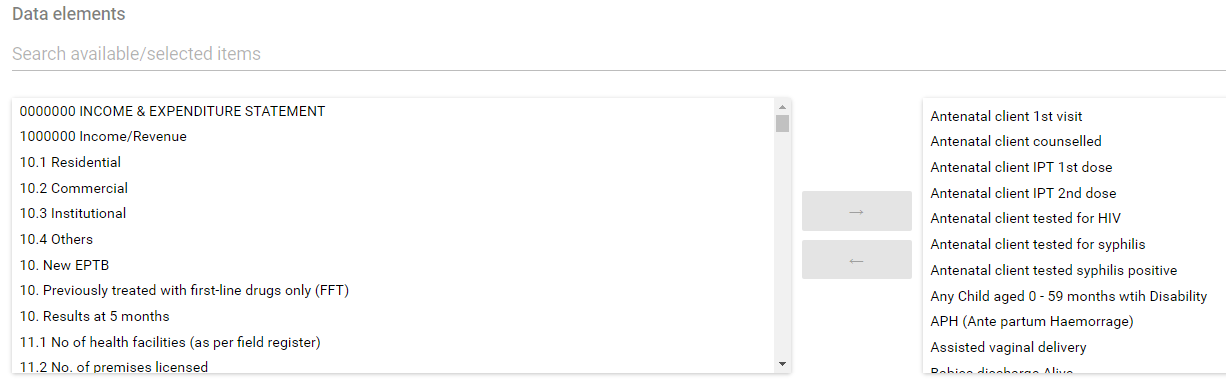 Data elements
Search available/selected items
0000000 INCOME & EXPENDITURE STATEMENT
1000000 Income/Revenue
10.1 Residential
10.2 Commercial
10.3 Institutional
10.4 Others
10. New EPTB
10. Previously treated with first-line drugs only (FFT)
10. Results at 5 months
11.1 No of health facilities (as per field register)
11.2 No. of premises licensed
→
←
Antenatal client 1st visit
Antenatal client counselled
Antenatal client IPT 1st dose
Antenatal client IPT 2nd dose
Antenatal client tested for HIV
Antenatal client tested for syphilis
Antenatal client tested syphilis positive
Any Child aged 0 - 59 months wtih Disability
APH (Ante partum Haemorrage)
Assisted vaginal delivery
Babies discharge Alive